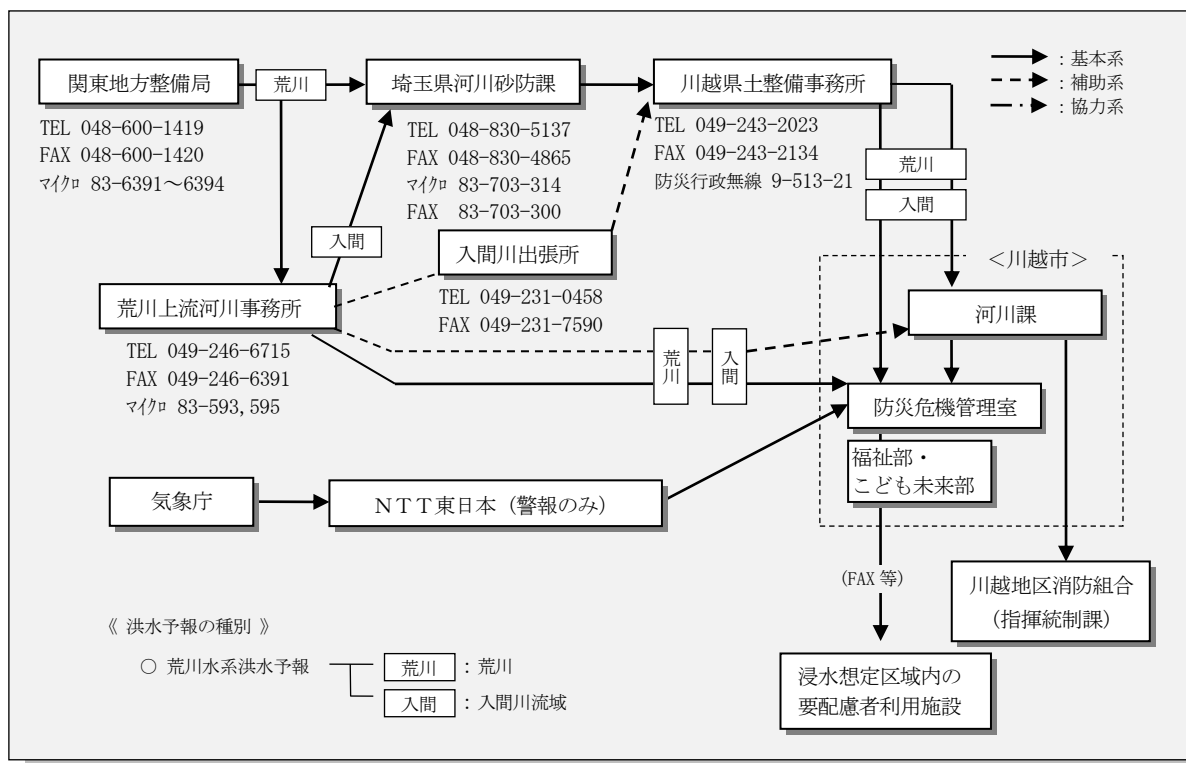 関東地方整備局
荒川
埼玉県河川砂防課
川越県土整備事務所
：基本系
：補助系
：協力系
TEL 048-600-1419
FAX 048-600-1420
ﾏｲｸﾛ 83-6391～6394
TEL 048-830-5137
FAX 048-830-4865
ﾏｲｸﾛ 83-703-314
FAX 83-703-300
TEL 049-243-2023
FAX 049-243-2134
防災行政無線 9-513-21
荒川
入間
入間
入間川出張所
TEL 049-231-0458
FAX 049-231-7590
＜川越市＞
荒川上流河川事務所
TEL 049-246-6715
FAX 049-246-6391
ﾏｲｸﾛ 83-593,595
荒川
入間
河川課
防災危機管理室
福祉部・
こども未来部
気象庁
ＮＴＴ東日本（警報のみ）
(FAX 等)
川越地区消防組合
（指揮統制課）
《 洪水予報の種別 》
○ 荒川水系洪水予報
荒川
：荒川
入間
：入間川流域
浸水想定区域内の
要配慮者利用施設